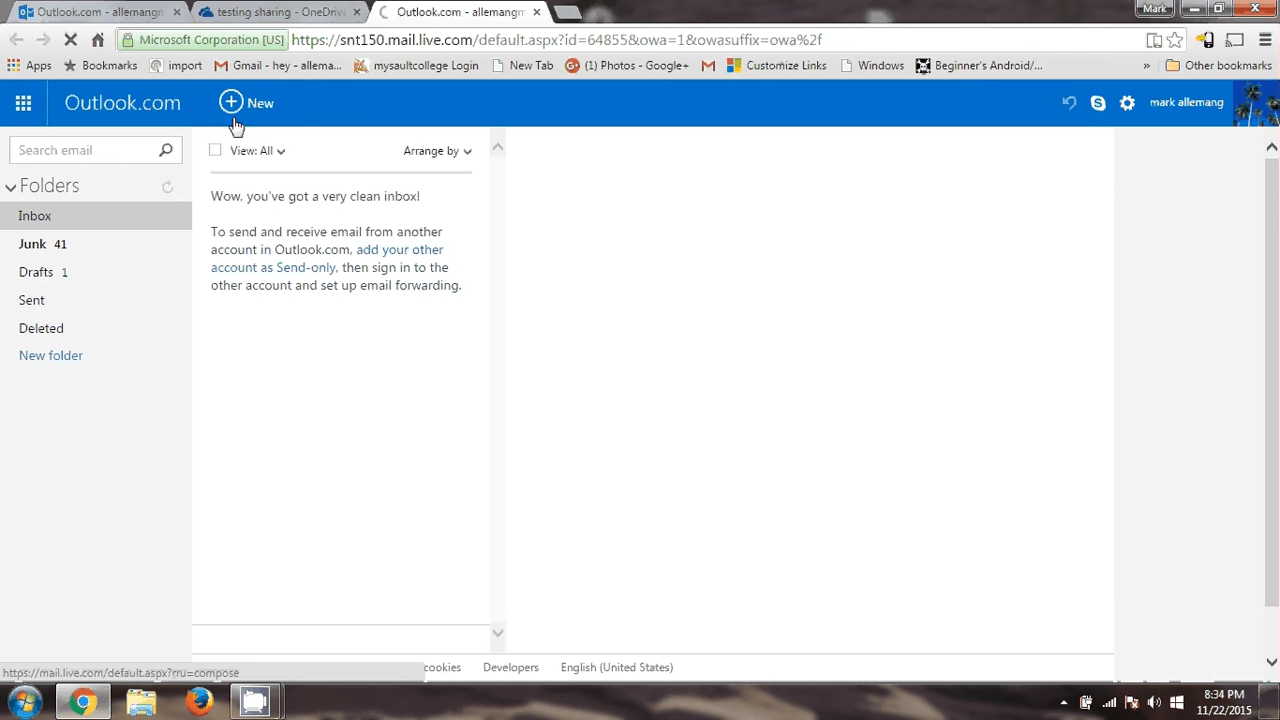 Outlook.com - allemangm
testing sharing - OneDrive
Outlook.com - allemangm
Mark
Microsoft Corporation [US]
https://snt150.mail.live.com/default.aspx?id=64855&owa=1&owasuffix=owa%2f
Apps
Bookmarks
import
Gmail - hey - allema...
mysaultcollege Login
New Tab
(1) Photos - Google+
Customize Links
Windows
Beginner's Android/...
»
Other bookmarks
Outlook.com
New
mark allemang
Search email
View: All
Arrange by
Folders
Wow, you've got a very clean inbox!
Inbox
To send and receive email from another
account in Outlook.com, add your other
account as Send-only, then sign in to the
other account and set up email forwarding.
Junk 41
Drafts 1
Sent
Deleted
New folder
https://mail.live.com/default.aspx?rru=compose
cookies
Developers
English (United States)
8:34 PM
11/22/2015